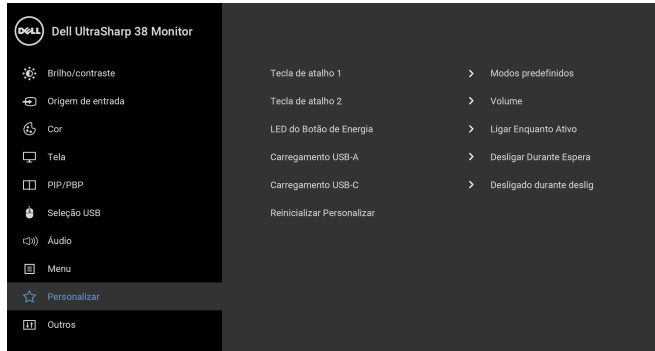 DELL Dell UltraSharp 38 Monitor
Brilho/contraste
Origem de entrada
Cor
Tela
PIP/PBP
Seleção USB
Áudio
Menu
Personalizar
Outros
Tecla de atalho 1 > Modos predefinidos
Tecla de atalho 2 > Volume
LED do Botão de Energia > Ligar Enquanto Ativo
Carregamento USB-A > Desligar Durante Espera
Carregamento USB-C > Desligado durante deslig
Reinicializar Personalizar